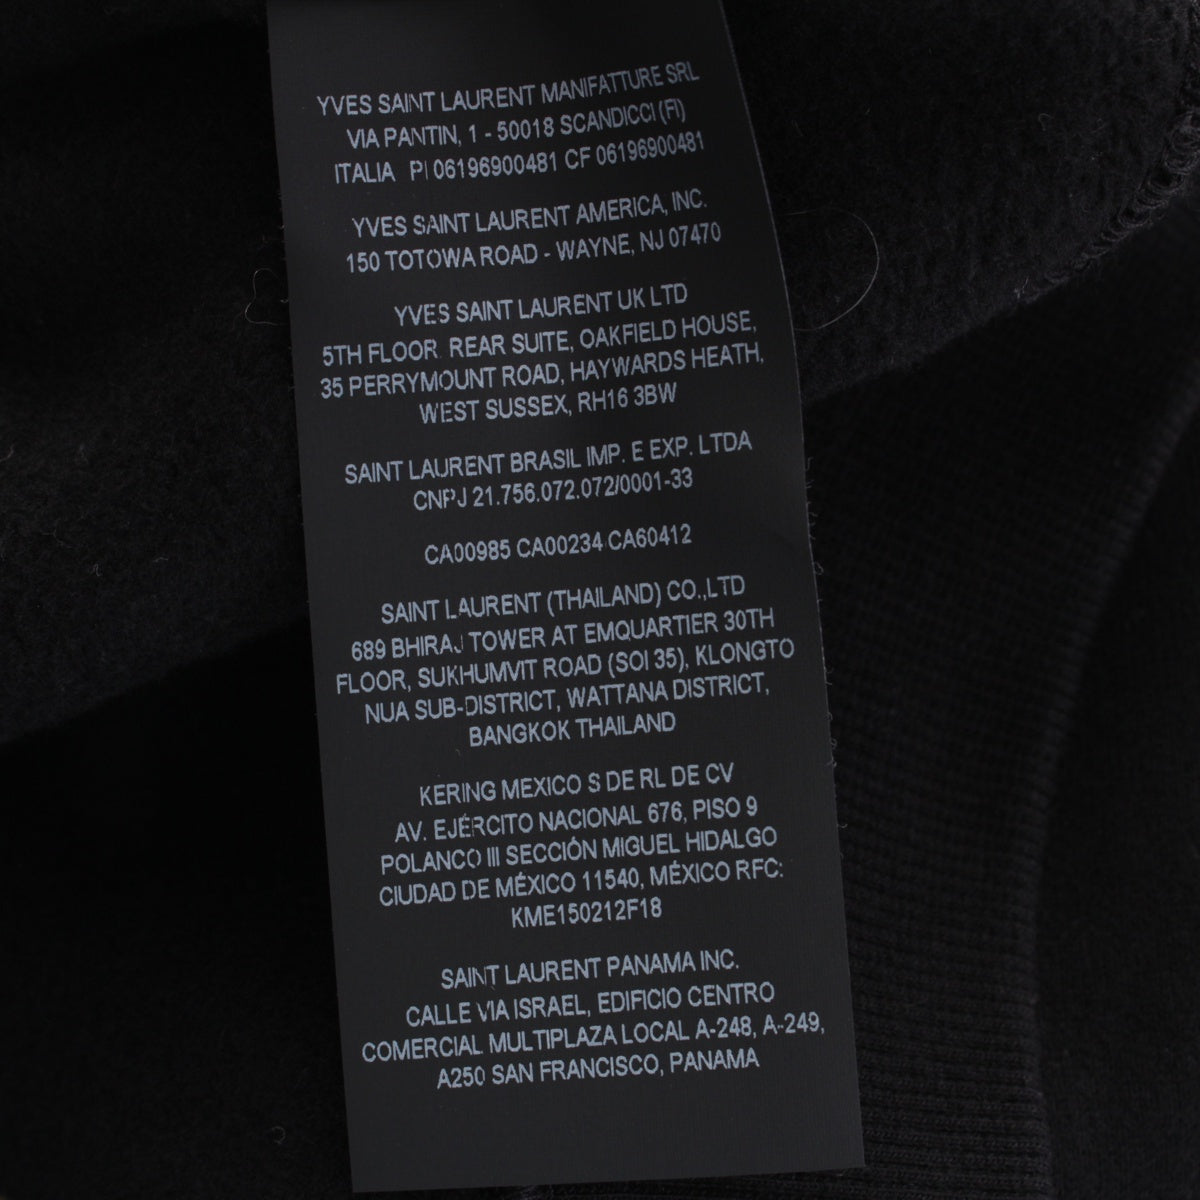 YVES SAINT LAURENT MANIFATTURE SRL
VIA PANTIN, 1 - 50018 SCANDICCI (FI)
ITALIA PI 06196900481 CF 06196900481
YVES SAINT LAURENT AMERICA, INC.
150 TOTOWA ROAD - WAYNE, NJ 07470
YVES SAINT LAURENT UK LTD
5TH FLOOR REAR SUITE, OAKFIELD HOUSE,
35 PERRYMOUNT ROAD, HAYWARDS HEATH,
WEST SUSSEX, RH16 3BW
SAINT LAURENT BRASIL IMP. E EXP. LTDA
CNPJ 21.756.072.072/0001-33
CA00985 CA00234 CA60412
SAINT LAURENT (THAILAND) CO.,LTD
689 BHIRAJ TOWER AT EMQUARTIER 30TH
FLOOR, SUKHUMVIT ROAD (SOI 35), KLONGTO
NUA SUB-DISTRICT, WATTANA DISTRICT,
BANGKOK THAILAND
KERING MEXICO S DE RL DE CV
AV. EJÉRCITO NACIONAL 676, PISO 9
POLANCO III SECCIÓN MIGUEL HIDALGO
CIUDAD DE MÉXICO 11540, MÉXICO RFC:
KME150212F18
SAINT LAURENT PANAMA INC.
CALLE VIA ISRAEL, EDIFICIO CENTRO
COMERCIAL MULTIPLAZA LOCAL A-248, A-249,
A250 SAN FRANCISCO, PANAMA